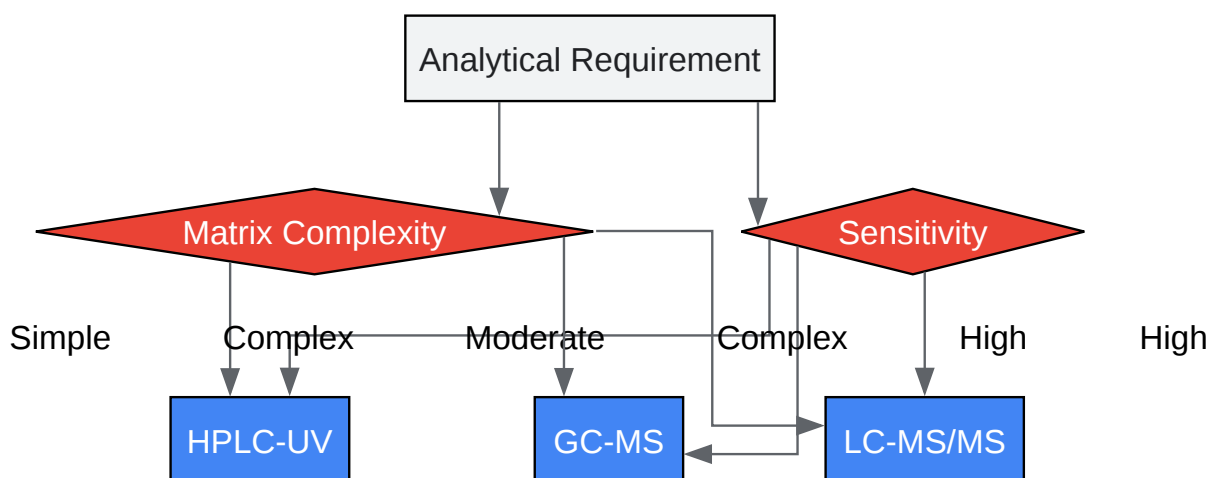 Analytical Requirement
Matrix Complexity
Sensitivity
Simple
Complex
Moderate
Complex
High
High
HPLC-UV
GC-MS
LC-MS/MS